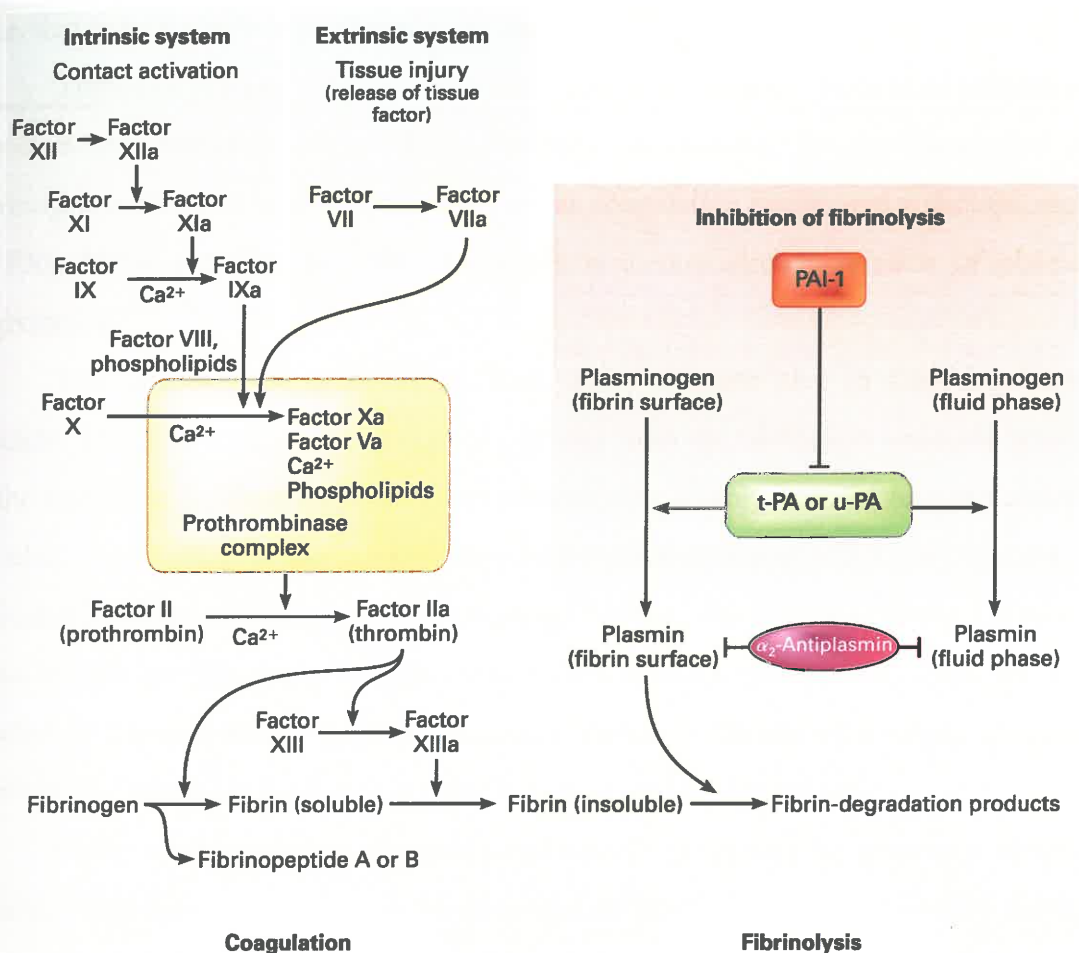 Intrinsic system
Contact activation
Extrinsic system
Tissue injury
(release of tissue
factor)
Factor
XII
Factor
XIIa
Factor
XI
Factor
XIa
Factor
VII
Factor
VIIa
Factor
IX
Ca²⁺
Factor
IXa
Factor VIII,
phospholipids
Factor
X
Ca²⁺
Factor Xa
Factor Va
Ca²⁺
Phospholipids
Prothrombinase
complex
Factor II
(prothrombin)
Ca²⁺
Factor IIa
(thrombin)
Factor
XIII
Factor
XIIIa
Fibrinogen
Fibrin (soluble)
Fibrin (insoluble)
Fibrin-degradation products
Fibrinopeptide A or B
Coagulation
Inhibition of fibrinolysis
PAI-1
Plasminogen
(fibrin surface)
Plasminogen
(fluid phase)
t-PA or u-PA
Plasmin
(fibrin surface)
α₂-Antiplasmin
Plasmin
(fluid phase)
Fibrinolysis